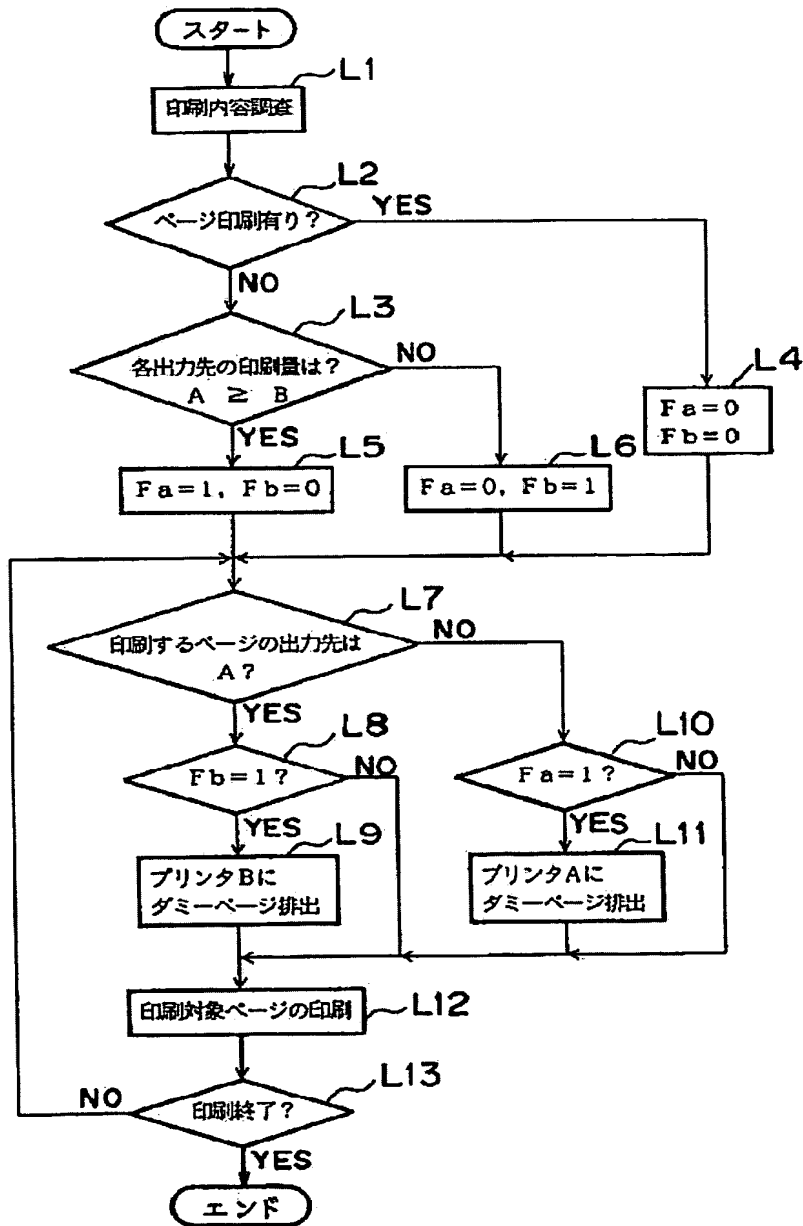 スタート
L1
印刷内容調査
L2
ページ印刷有り?
YES
NO
L3
各出力先の印刷量は?
A ≧ B
NO
YES
L4
Fa=0
Fb=0
L5
Fa=1, Fb=0
L6
Fa=0, Fb=1
L7
印刷するページの出力先は
A?
NO
YES
L8
Fb=1?
NO
YES
L10
Fa=1?
NO
YES
L9
プリンタBに
ダミーページ排出
L11
プリンタAに
ダミーページ排出
印刷対象ページの印刷
L12
L13
印刷終了?
NO
YES
エンド